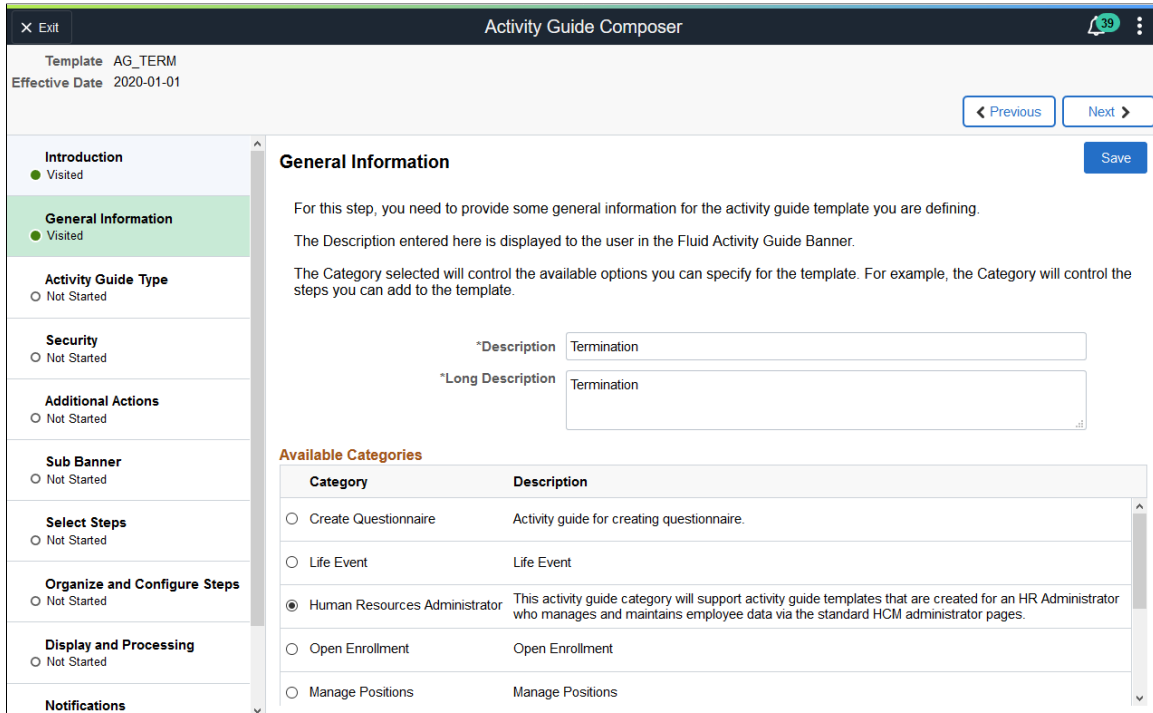 Exit
Activity Guide Composer
39
Template AG_TERM
Effective Date 2020-01-01
Previous
Next
Introduction
Visited
General Information
Visited
Activity Guide Type
Not Started
Security
Not Started
Additional Actions
Not Started
Sub Banner
Not Started
Select Steps
Not Started
Organize and Configure Steps
Not Started
Display and Processing
Not Started
Notifications
General Information
Save
For this step, you need to provide some general information for the activity guide template you are defining.
The Description entered here is displayed to the user in the Fluid Activity Guide Banner.
The Category selected will control the available options you can specify for the template. For example, the Category will control the
steps you can add to the template.
*Description Termination
*Long Description Termination
Available Categories
Category Description
Create Questionnaire Activity guide for creating questionnaire.
Life Event Life Event
Human Resources Administrator This activity guide category will support activity guide templates that are created for an HR Administrator
who manages and maintains employee data via the standard HCM administrator pages.
Open Enrollment Open Enrollment
Manage Positions Manage Positions